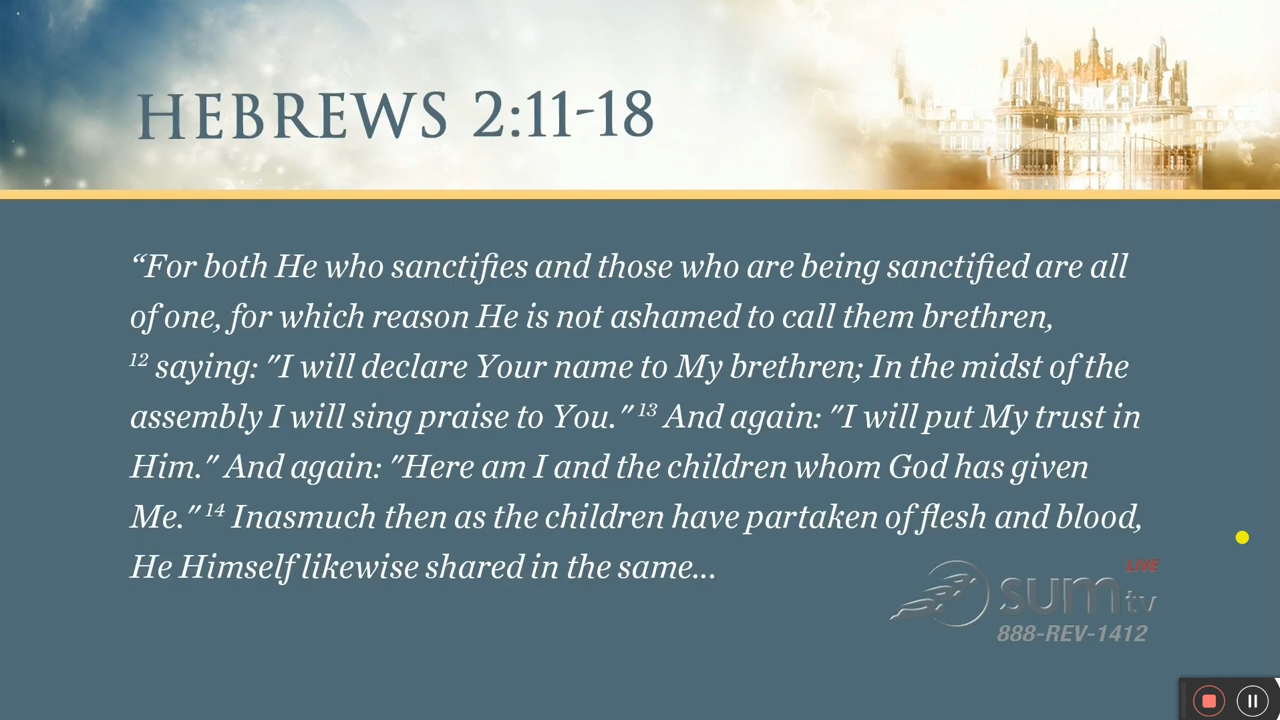 HEBREWS 2:11-18
“For both He who sanctifies and those who are being sanctified are all
of one, for which reason He is not ashamed to call them brethren,
¹² saying: "I will declare Your name to My brethren; In the midst of the
assembly I will sing praise to You." ¹³ And again: "I will put My trust in
Him." And again: "Here am I and the children whom God has given
Me." ¹⁴ Inasmuch then as the children have partaken of flesh and blood,
He Himself likewise shared in the same...
LIVE
sumtv
888-REV-1412